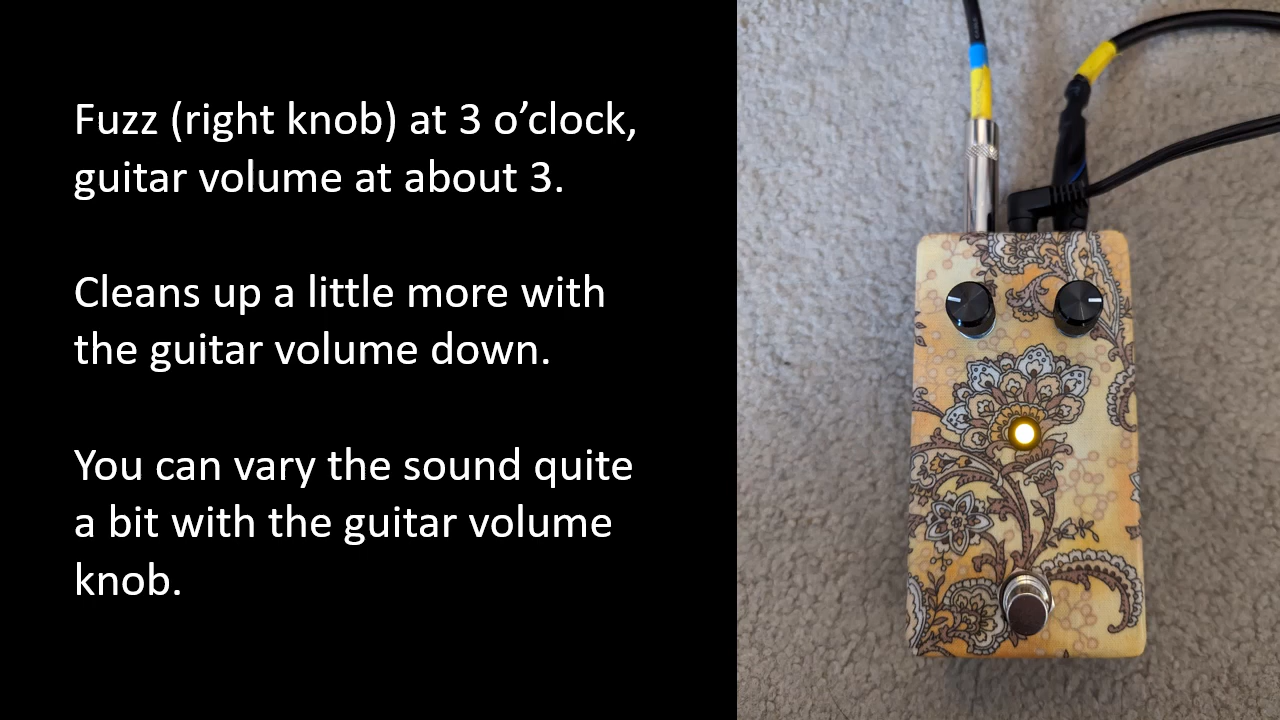 Fuzz (right knob) at 3 o’clock,
guitar volume at about 3.
Cleans up a little more with
the guitar volume down.
You can vary the sound quite
a bit with the guitar volume
knob.